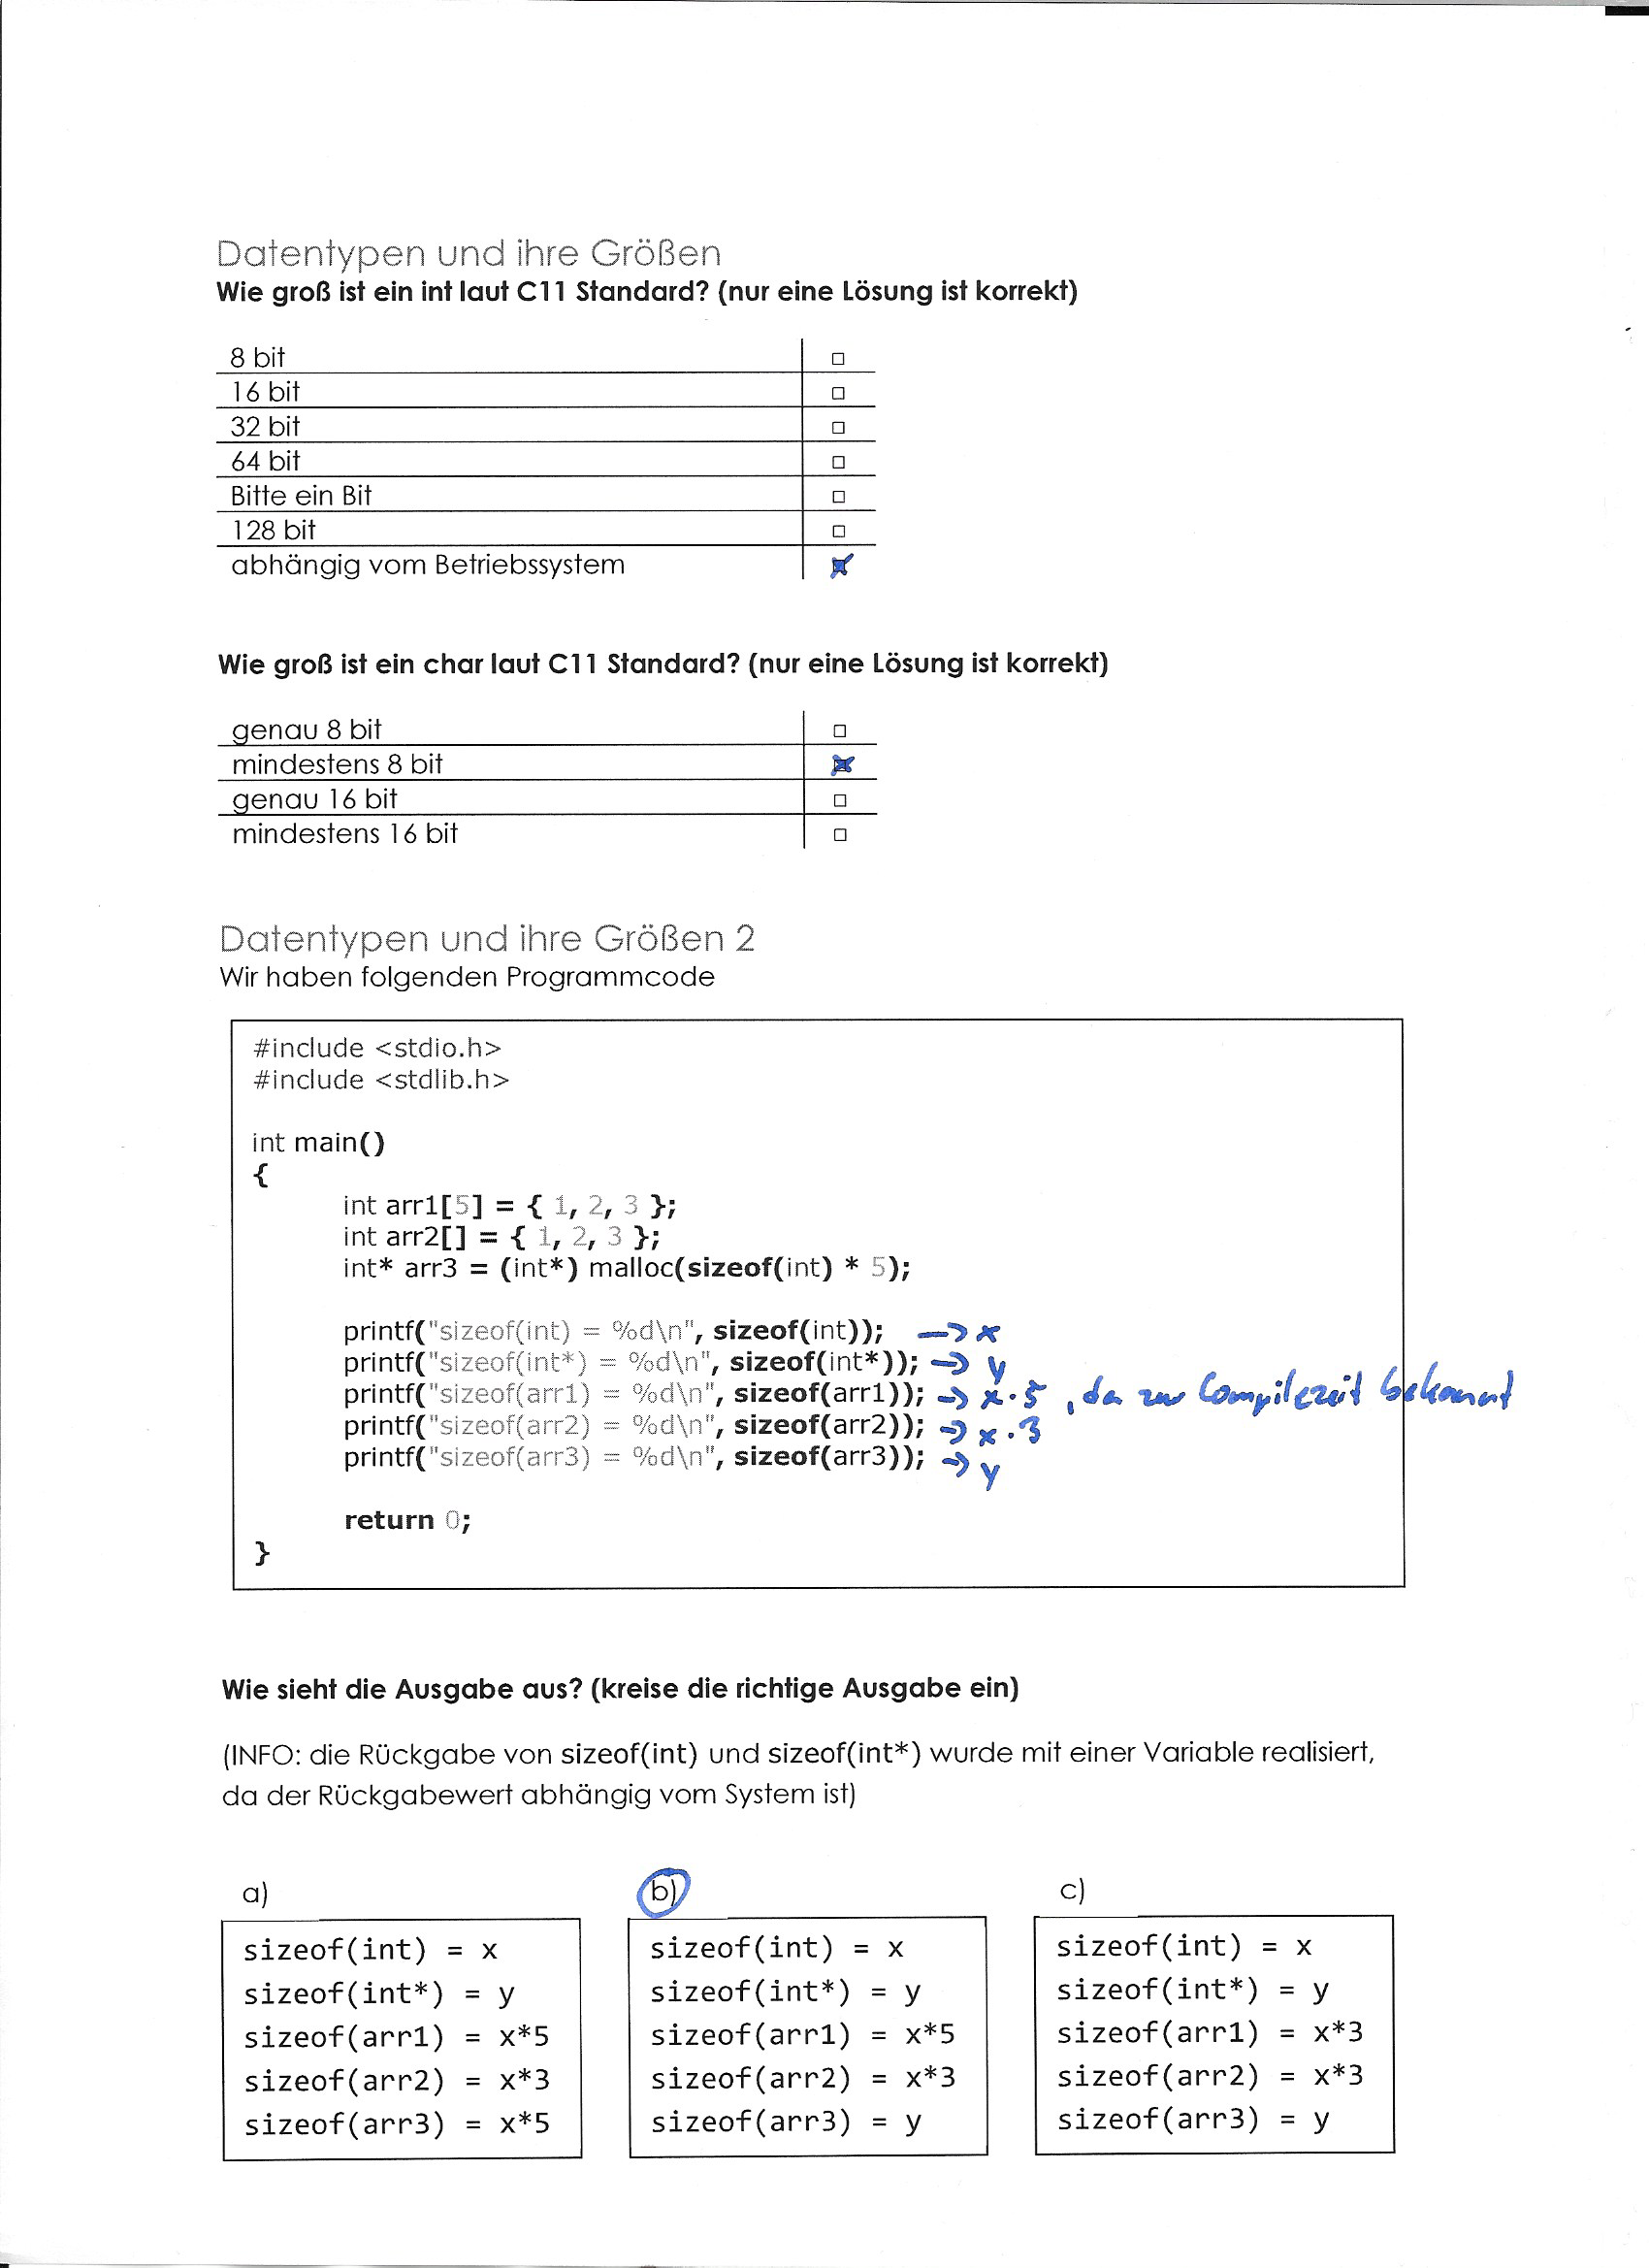 Datentypen und ihre Größen
Wie groß ist ein int laut C11 Standard? (nur eine Lösung ist korrekt)
8 bit
16 bit
32 bit
64 bit
Bitte ein Bit
128 bit
abhängig vom Betriebssystem
Wie groß ist ein char laut C11 Standard? (nur eine Lösung ist korrekt)
genau 8 bit
mindestens 8 bit
genau 16 bit
mindestens 16 bit
Datentypen und ihre Größen 2
Wir haben folgenden Programmcode
#include <stdio.h>
#include <stdlib.h>
int main()
{
int arr1[5] = { 1, 2, 3 };
int arr2[] = { 1, 2, 3 };
int* arr3 = (int*) malloc(sizeof(int) * 5);
printf("sizeof(int) = %d\n", sizeof(int)); → x
printf("sizeof(int*) = %d\n", sizeof(int*)); → y
printf("sizeof(arr1) = %d\n", sizeof(arr1)); → x·5, da zur Compilezeit bekannt
printf("sizeof(arr2) = %d\n", sizeof(arr2)); → x·3
printf("sizeof(arr3) = %d\n", sizeof(arr3)); → y
return 0;
}
Wie sieht die Ausgabe aus? (kreise die richtige Ausgabe ein)
(INFO: die Rückgabe von sizeof(int) und sizeof(int*) wurde mit einer Variable realisiert,
da der Rückgabewert abhängig vom System ist)
a)
sizeof(int) = x
sizeof(int*) = y
sizeof(arr1) = x*5
sizeof(arr2) = x*3
sizeof(arr3) = x*5
b)
sizeof(int) = x
sizeof(int*) = y
sizeof(arr1) = x*5
sizeof(arr2) = x*3
sizeof(arr3) = y
c)
sizeof(int) = x
sizeof(int*) = y
sizeof(arr1) = x*3
sizeof(arr2) = x*3
sizeof(arr3) = y